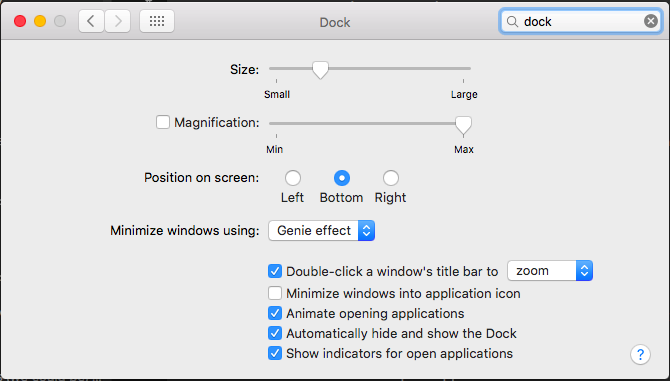 Dock
dock
Size:
Small Large
Magnification:
Min Max
Position on screen:
Left Bottom Right
Minimize windows using: Genie effect
Double-click a window's title bar to zoom
Minimize windows into application icon
Animate opening applications
Automatically hide and show the Dock
Show indicators for open applications
?